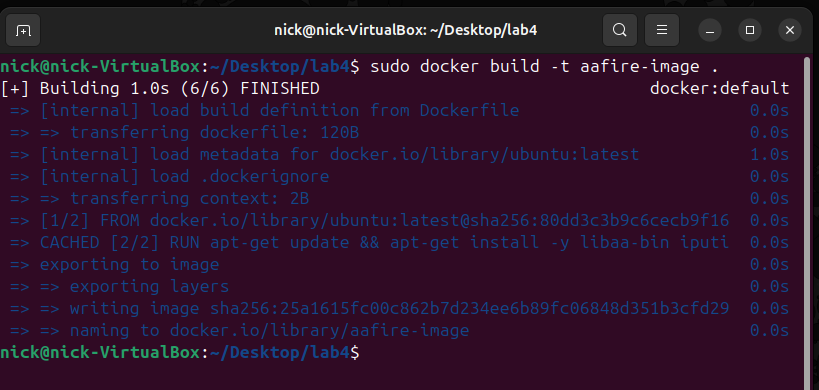 nick@nick-VirtualBox: ~/Desktop/lab4
nick@nick-VirtualBox:~/Desktop/lab4$ sudo docker build -t aafire-image .
[+] Building 1.0s (6/6) FINISHED docker:default
=> [internal] load build definition from Dockerfile 0.0s
=> => transferring dockerfile: 120B 0.0s
=> [internal] load metadata for docker.io/library/ubuntu:latest 1.0s
=> [internal] load .dockerignore 0.0s
=> => transferring context: 2B 0.0s
=> [1/2] FROM docker.io/library/ubuntu:latest@sha256:80dd3c3b9c6cecb9f16 0.0s
=> CACHED [2/2] RUN apt-get update && apt-get install -y libaa-bin iputi 0.0s
=> exporting to image 0.0s
=> => exporting layers 0.0s
=> => writing image sha256:25a1615fc00c862b7d234ee6b89fc06848d351b3cfd29 0.0s
=> => naming to docker.io/library/aafire-image 0.0s
nick@nick-VirtualBox:~/Desktop/lab4$